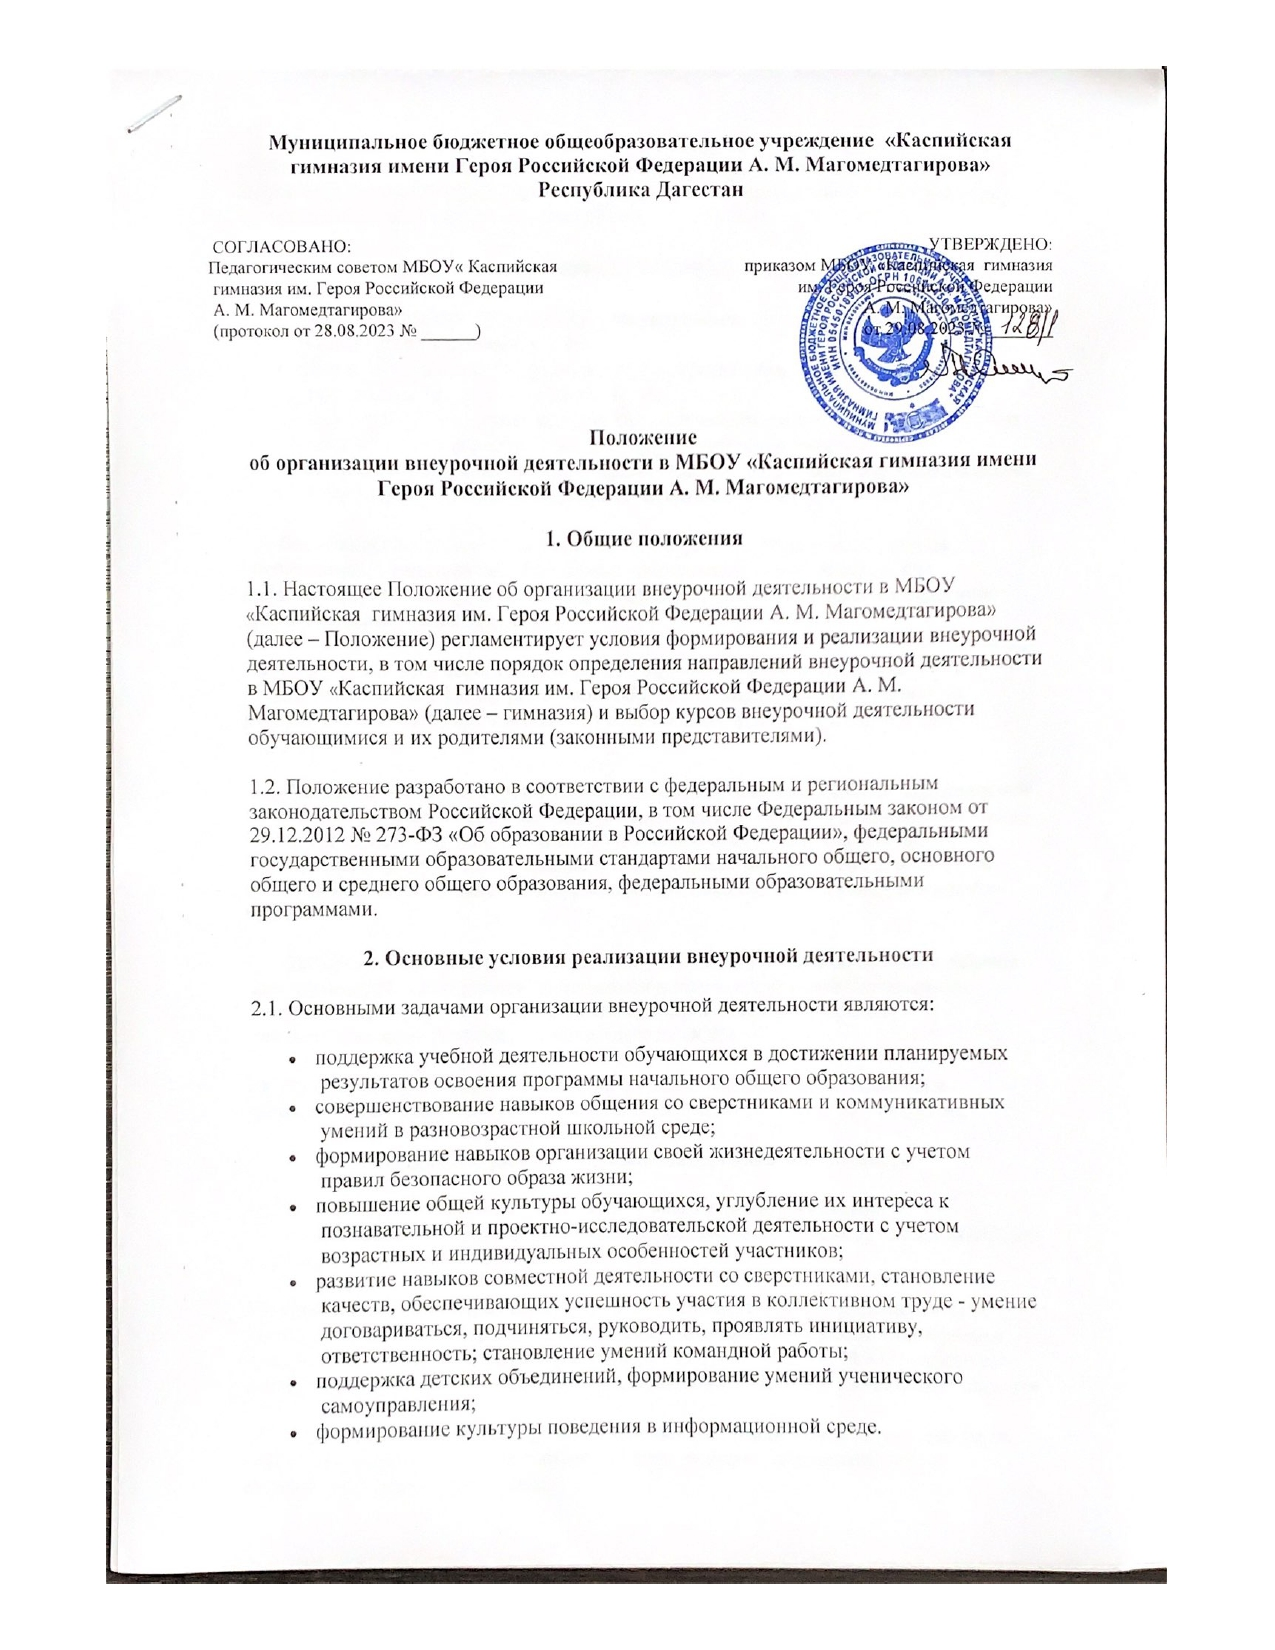 Муниципальное бюджетное общеобразовательное учреждение «Каспийская
гимназия имени Героя Российской Федерации А. М. Магомедтагирова»
Республика Дагестан
СОГЛАСОВАНО:
Педагогическим советом МБОУ« Каспийская
гимназия им. Героя Российской Федерации
А. М. Магомедтагирова»
(протокол от 28.08.2023 № ______)
УТВЕРЖДЕНО:
приказом МБОУ «Каспийская гимназия
им. Героя Российской Федерации
А. М. Магомедтагирова»
от 29.08.2023 №
Положение
об организации внеурочной деятельности в МБОУ «Каспийская гимназия имени
Героя Российской Федерации А. М. Магомедтагирова»
1. Общие положения
1.1. Настоящее Положение об организации внеурочной деятельности в МБОУ
«Каспийская гимназия им. Героя Российской Федерации А. М. Магомедтагирова»
(далее – Положение) регламентирует условия формирования и реализации внеурочной
деятельности, в том числе порядок определения направлений внеурочной деятельности
в МБОУ «Каспийская гимназия им. Героя Российской Федерации А. М.
Магомедтагирова» (далее – гимназия) и выбор курсов внеурочной деятельности
обучающимися и их родителями (законными представителями).
1.2. Положение разработано в соответствии с федеральным и региональным
законодательством Российской Федерации, в том числе Федеральным законом от
29.12.2012 № 273-ФЗ «Об образовании в Российской Федерации», федеральными
государственными образовательными стандартами начального общего, основного
общего и среднего общего образования, федеральными образовательными
программами.
2. Основные условия реализации внеурочной деятельности
2.1. Основными задачами организации внеурочной деятельности являются:
• поддержка учебной деятельности обучающихся в достижении планируемых
результатов освоения программы начального общего образования;
• совершенствование навыков общения со сверстниками и коммуникативных
умений в разновозрастной школьной среде;
• формирование навыков организации своей жизнедеятельности с учетом
правил безопасного образа жизни;
• повышение общей культуры обучающихся, углубление их интереса к
познавательной и проектно-исследовательской деятельности с учетом
возрастных и индивидуальных особенностей участников;
• развитие навыков совместной деятельности со сверстниками, становление
качеств, обеспечивающих успешность участия в коллективном труде - умение
договариваться, подчиняться, руководить, проявлять инициативу,
ответственность; становление умений командной работы;
• поддержка детских объединений, формирование умений ученического
самоуправления;
• формирование культуры поведения в информационной среде.